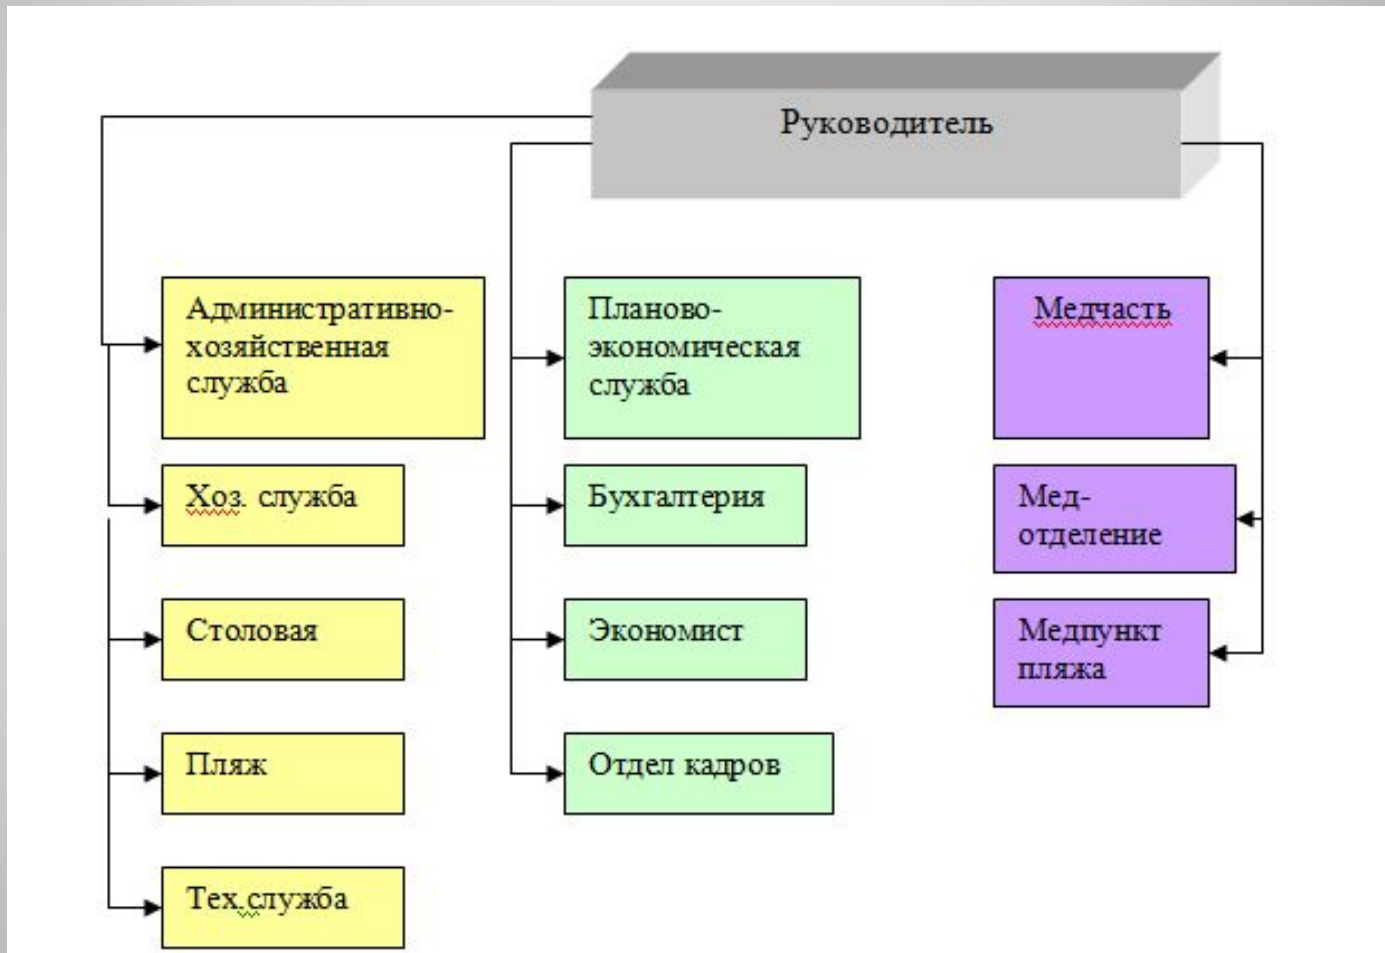 Руководитель
Административно-
хозяйственная
служба
Планово-
экономическая
служба
Медчасть
Хоз. служба
Бухгалтерия
Мед-
отделение
Столовая
Экономист
Медпункт
пляжа
Пляж
Отдел кадров
Тех.служба